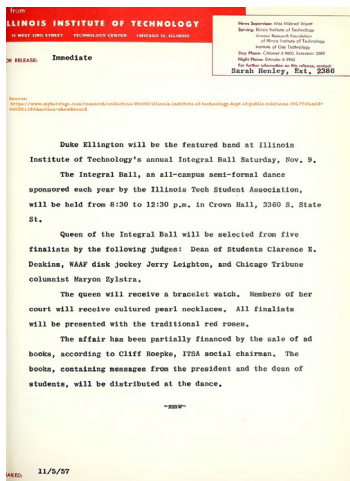 from
ILLINOIS INSTITUTE OF TECHNOLOGY
35 WEST 33RD STREET TECHNOLOGY CENTER CHICAGO 16, ILLINOIS
OR RELEASE: Immediate
News Supervisor: Miss Mildred Wyatt
Serving: Illinois Institute of Technology
Armour Research Foundation
of Illinois Institute of Technology
Institute of Gas Technology
Day Phone: CAlumet 5-9600, Extension 2385
For further information on this release, contact:
Sarah Henley, Ext, 2386
Source:
Duke Ellington will be the featured band at Illinois
Institute of Technology's annual Integral Ball Saturday, Nov. 9.
The Integral Ball, an all-campus semi-formal dance
sponsored each year by the Illinois Tech Student Association,
will be held from 8:30 to 12:30 p.m. in Crown Hall, 3360 S. State
St.
Queen of the Integral Ball will be selected from five
finalists by the following judges: Dean of Students Clarence E.
Deakins, WAAF disk jockey Jerry Leighton, and Chicago Tribune
columnist Maryon Zylstra.
The queen will receive a bracelet watch. Members of her
court will receive cultured pearl necklaces. All finalists
will be presented with the traditional red roses.
The affair has been partially financed by the sale of ad
books, according to Cliff Roepke, ITSA social chairman. The
books, containing messages from the president and the dean of
students, will be distributed at the dance.
AILED: 11/5/57